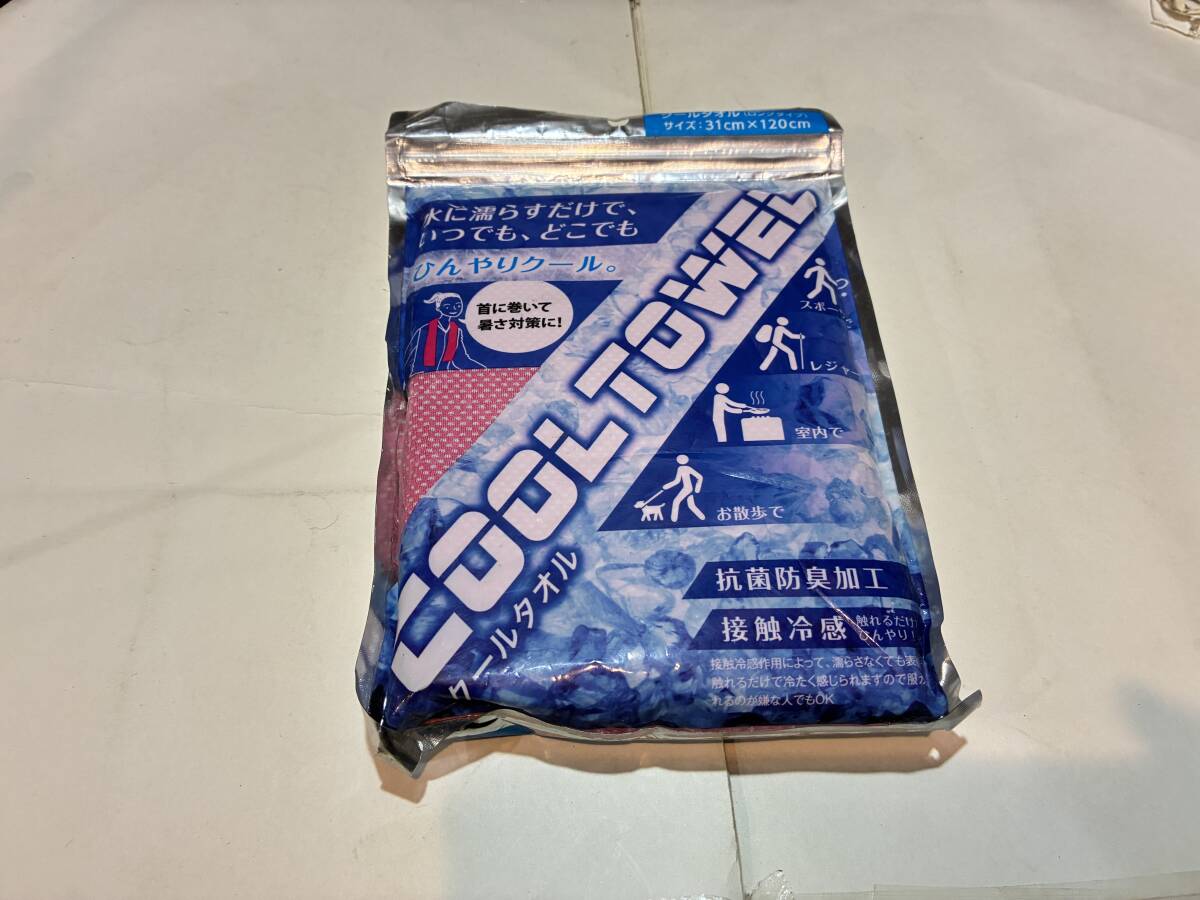 クールタオル(ロングタイプ)
サイズ:31cm×120cm
水に濡らすだけで、
いつでも、どこでも
ひんやりクール。
首に巻いて
暑さ対策に!
COOL TOWEL
クールタオル
レジャー
室内で
お散歩で
抗菌防臭加工
接触冷感
触れるだけ
ひんやり!
接触冷感作用によって、濡らさなくても
触れるだけで冷たく感じられますので服が
れるのが嫌な人でもOK